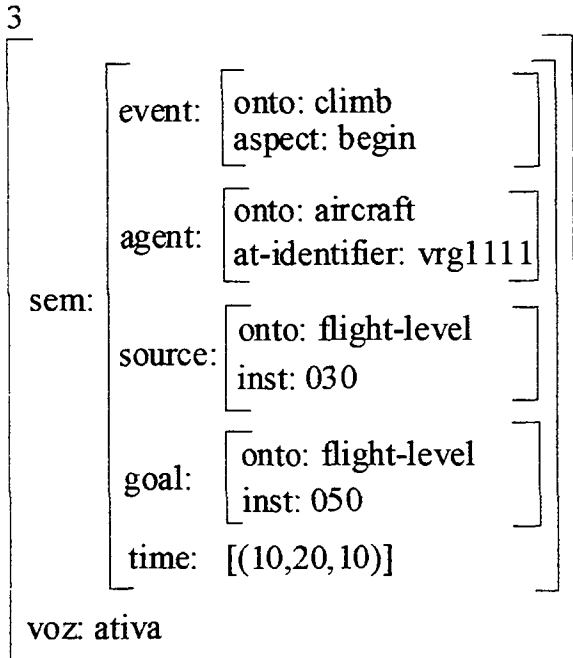 3
event: onto: climb
aspect: begin
agent: onto: aircraft
at-identifier: vrg1111
sem:
source: onto: flight-level
inst: 030
goal: onto: flight-level
inst: 050
time: [(10,20,10)]
voz: ativa